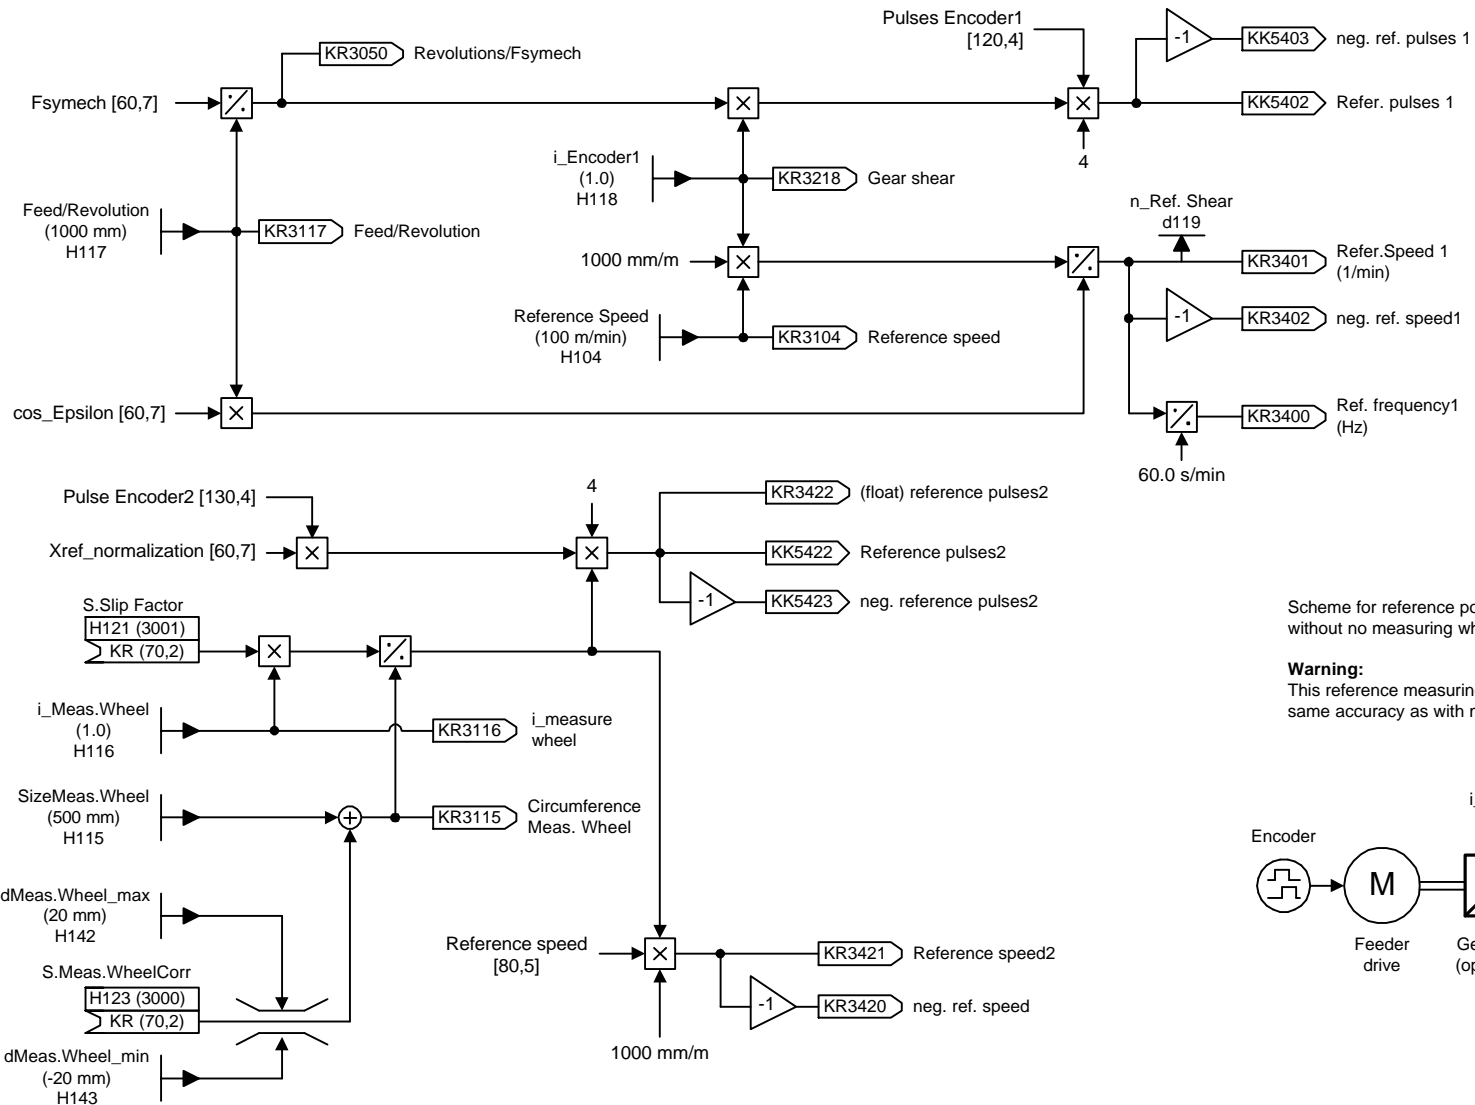 Pulses Encoder1
[120,4]
-1
KK5403
neg. ref. pulses 1
KR3050
Revolutions/Fsymech
Fsymech [60,7]
KK5402
Refer. pulses 1
4
i_Encoder1
(1.0)
H118
KR3218
Gear shear
Feed/Revolution
(1000 mm)
H117
KR3117
Feed/Revolution
n_Ref. Shear
d119
1000 mm/m
KR3401
Refer.Speed 1
(1/min)
Reference Speed
(100 m/min)
H104
KR3104
Reference speed
-1
KR3402
neg. ref. speed1
cos_Epsilon [60,7]
KR3400
Ref. frequency1
(Hz)
60.0 s/min
Pulse Encoder2 [130,4]
4
KR3422
(float) reference pulses2
Xref_normalization [60,7]
KK5422
Reference pulses2
-1
KK5423
neg. reference pulses2
S.Slip Factor
H121 (3001)
KR (70,2)
Scheme for reference po
without no measuring wh
Warning:
This reference measuring
same accuracy as with m
i_Meas.Wheel
(1.0)
H116
KR3116
i_measure
wheel
SizeMeas.Wheel
(500 mm)
H115
KR3115
Circumference
Meas. Wheel
i_
Encoder
M
Feeder
drive
Ge
(op
dMeas.Wheel_max
(20 mm)
H142
S.Meas.WheelCorr
H123 (3000)
KR (70,2)
dMeas.Wheel_min
(-20 mm)
H143
Reference speed
[80,5]
KR3421
Reference speed2
-1
KR3420
neg. ref. speed
1000 mm/m